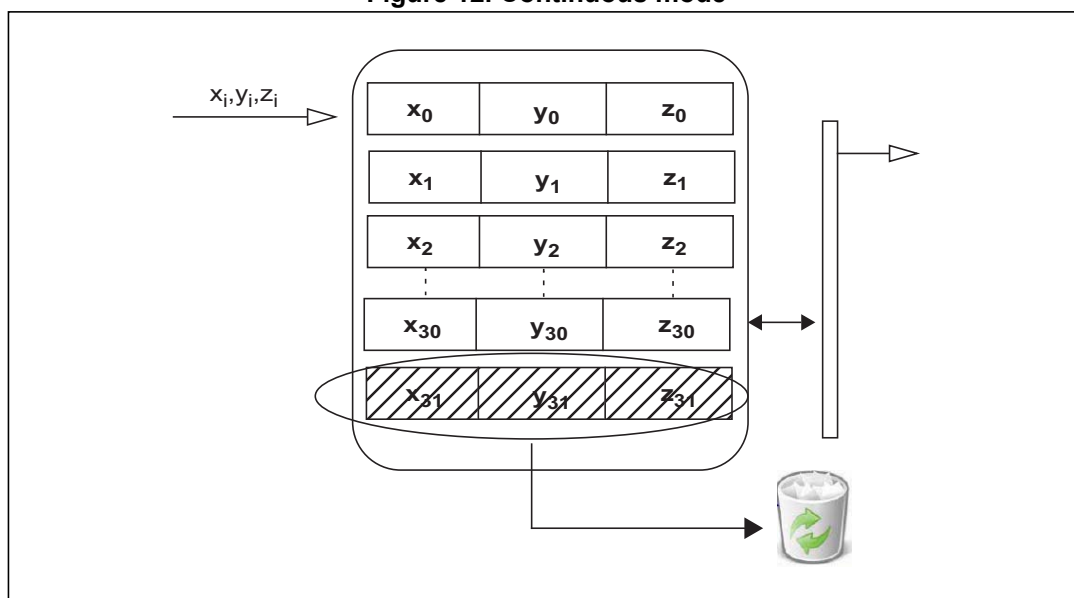 Figure 12. Continuous mode
xi,yi,zi
x0 y0 z0
x1 y1 z1
x2 y2 z2
x30 y30 z30
x31 y31 z31